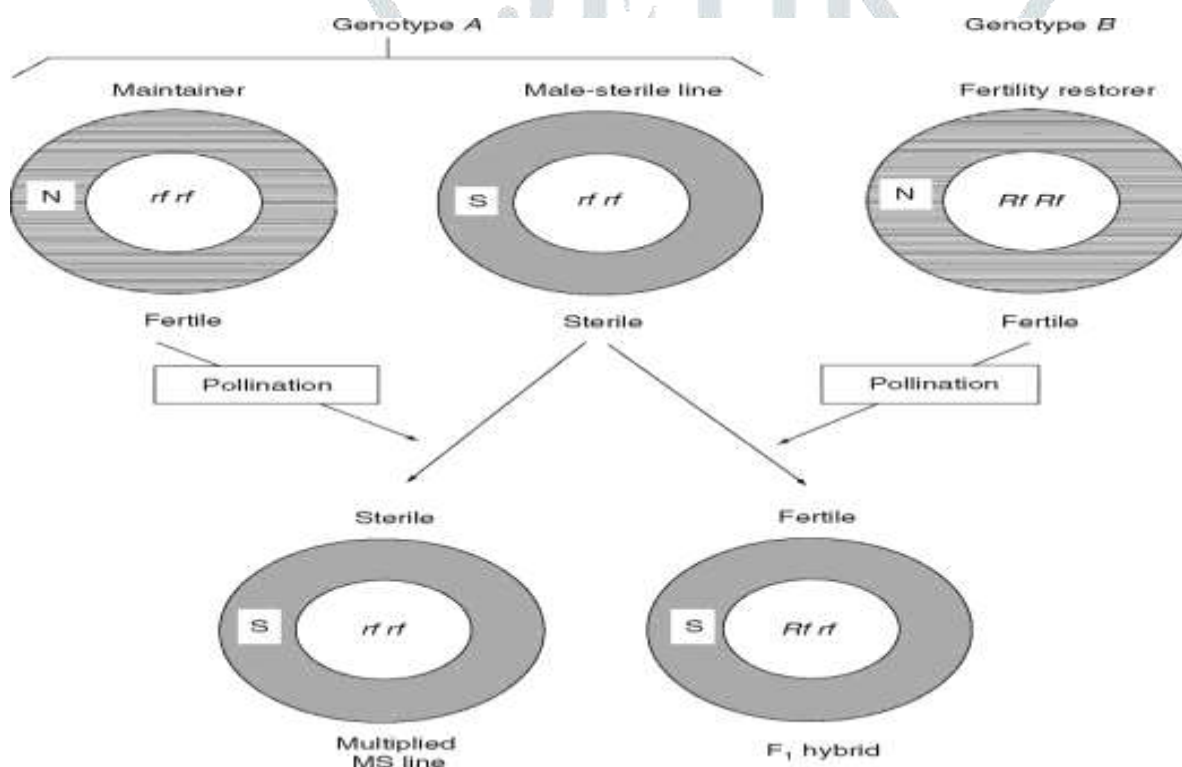 Genotype A
Genotype B
Maintainer
Male-sterile line
Fertility restorer
N
rf rf
S
rf rf
N
Rf Rf
Fertile
Sterile
Fertile
Pollination
Pollination
Sterile
Fertile
S
rf rf
S
Rf rf
Multiplied
MS line
F₁ hybrid